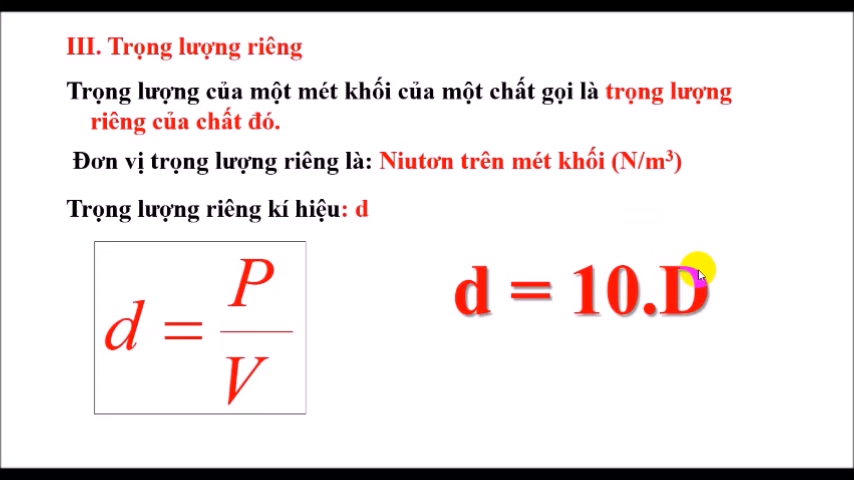 III. Trọng lượng riêng
Trọng lượng của một mét khối của một chất gọi là trọng lượng
riêng của chất đó.
Đơn vị trọng lượng riêng là: Niutơn trên mét khối (N/m³)
Trọng lượng riêng kí hiệu: d
d = P/V
d = 10.D